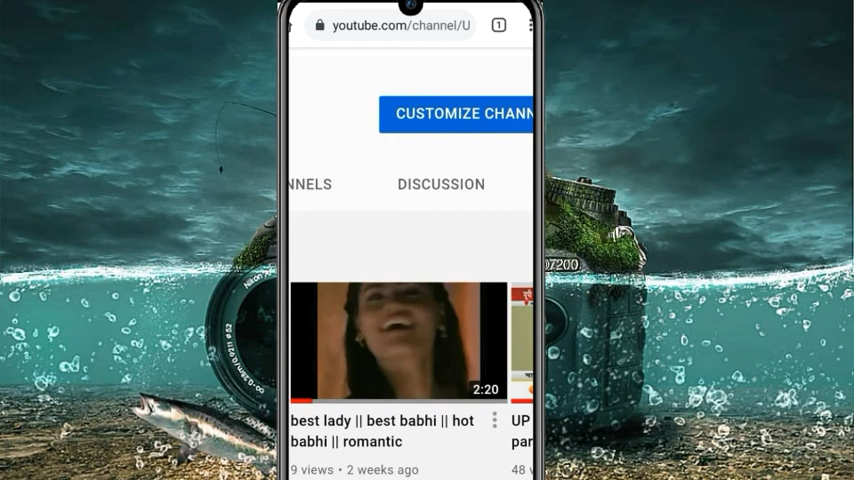 youtube.com/channel/U
1
CUSTOMIZE CHANN
NNELS
DISCUSSION
D7200
Nikon
2:20
best lady || best babhi || hot
babhi || romantic
9 views • 2 weeks ago
UP
par
48 v